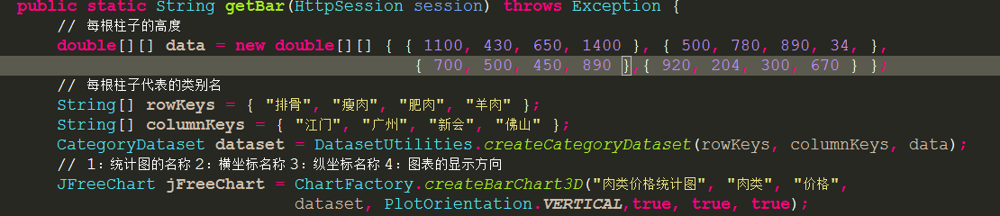 public static String getBar(HttpSession session) throws Exception {
// 每根柱子的高度
double[][] data = new double[][] { { 1100, 430, 650, 1400 }, { 500, 780, 890, 34, },
{ 700, 500, 450, 890 },{ 920, 204, 300, 670 } };
// 每根柱子代表的类别名
String[] rowKeys = { "排骨", "瘦肉", "肥肉", "羊肉" };
String[] columnKeys = { "江门", "广州", "新会", "佛山" };
CategoryDataset dataset = DatasetUtilities.createCategoryDataset(rowKeys, columnKeys, data);
// 1：统计图的名称 2：横坐标名称 3：纵坐标名称 4：图表的显示方向
JFreeChart jFreeChart = ChartFactory.createBarChart3D("肉类价格统计图", "肉类", "价格",
dataset, PlotOrientation.VERTICAL,true, true, true);